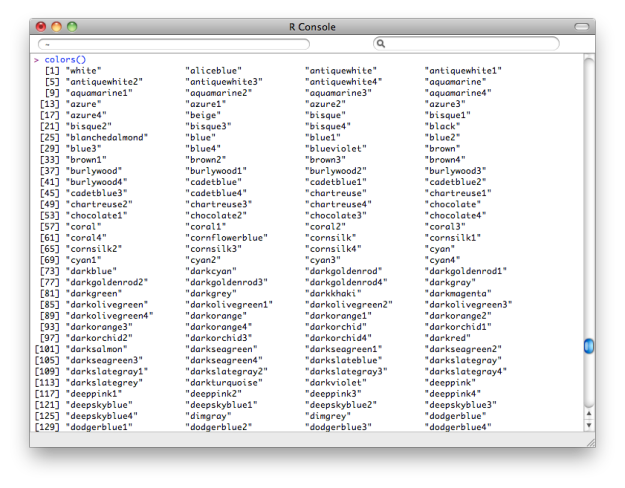 R Console
~
> colors()
[1] "white" "aliceblue" "antiquewhite" "antiquewhite1"
[5] "antiquewhite2" "antiquewhite3" "antiquewhite4" "aquamarine"
[9] "aquamarine1" "aquamarine2" "aquamarine3" "aquamarine4"
[13] "azure" "azure1" "azure2" "azure3"
[17] "azure4" "beige" "bisque" "bisque1"
[21] "bisque2" "bisque3" "bisque4" "black"
[25] "blanchedalmond" "blue" "blue1" "blue2"
[29] "blue3" "blue4" "blueviolet" "brown"
[33] "brown1" "brown2" "brown3" "brown4"
[37] "burlywood" "burlywood1" "burlywood2" "burlywood3"
[41] "burlywood4" "cadetblue" "cadetblue1" "cadetblue2"
[45] "cadetblue3" "cadetblue4" "chartreuse" "chartreuse1"
[49] "chartreuse2" "chartreuse3" "chartreuse4" "chocolate"
[53] "chocolate1" "chocolate2" "chocolate3" "chocolate4"
[57] "coral" "coral1" "coral2" "coral3"
[61] "coral4" "cornflowerblue" "cornsilk" "cornsilk1"
[65] "cornsilk2" "cornsilk3" "cornsilk4" "cyan"
[69] "cyan1" "cyan2" "cyan3" "cyan4"
[73] "darkblue" "darkcyan" "darkgoldenrod" "darkgoldenrod1"
[77] "darkgoldenrod2" "darkgoldenrod3" "darkgoldenrod4" "darkgray"
[81] "darkgreen" "darkgrey" "darkkhaki" "darkmagenta"
[85] "darkolivegreen" "darkolivegreen1" "darkolivegreen2" "darkolivegreen3"
[89] "darkolivegreen4" "darkorange" "darkorange1" "darkorange2"
[93] "darkorange3" "darkorange4" "darkorchid" "darkorchid1"
[97] "darkorchid2" "darkorchid3" "darkorchid4" "darkred"
[101] "darksalmon" "darkseagreen" "darkseagreen1" "darkseagreen2"
[105] "darkseagreen3" "darkseagreen4" "darkslateblue" "darkslategray"
[109] "darkslategray1" "darkslategray2" "darkslategray3" "darkslategray4"
[113] "darkslategrey" "darkturquoise" "darkviolet" "deeppink"
[117] "deeppink1" "deeppink2" "deeppink3" "deeppink4"
[121] "deepskyblue" "deepskyblue1" "deepskyblue2" "deepskyblue3"
[125] "deepskyblue4" "dimgray" "dimgrey" "dodgerblue"
[129] "dodgerblue1" "dodgerblue2" "dodgerblue3" "dodgerblue4"